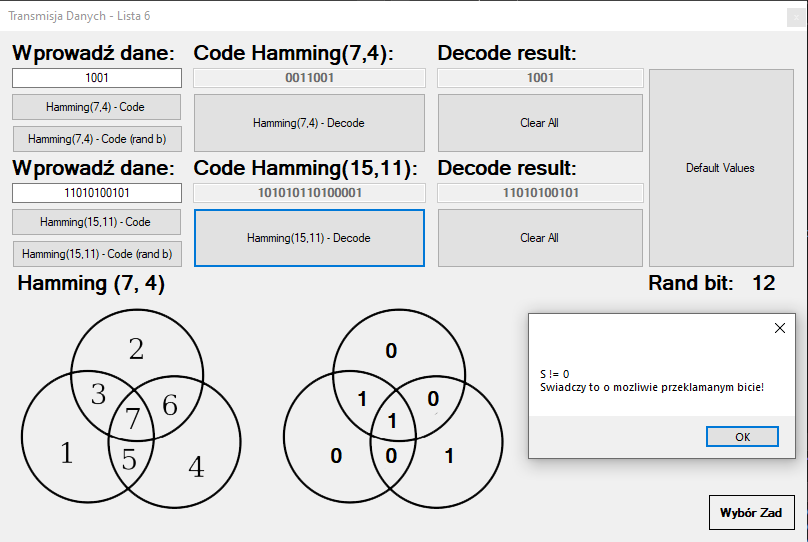 Transmisja Danych - Lista 6
Wprowadź dane: Code Hamming(7,4): Decode result:
1001 0011001 1001
Hamming(7,4) - Code
Hamming(7,4) - Decode Clear All
Hamming(7,4) - Code (rand b)
Wprowadź dane: Code Hamming(15,11): Decode result:
Default Values
11010100101 101010110100001 11010100101
Hamming(15,11) - Code
Hamming(15,11) - Decode Clear All
Hamming(15,11) - Code (rand b)
Hamming (7, 4) Rand bit: 12
2 0
3 6 1 0
7 1
1 5 4 0 0 1
S != 0
Swiadczy to o mozliwie przeklamanym bicie!
OK
Wybór Zad